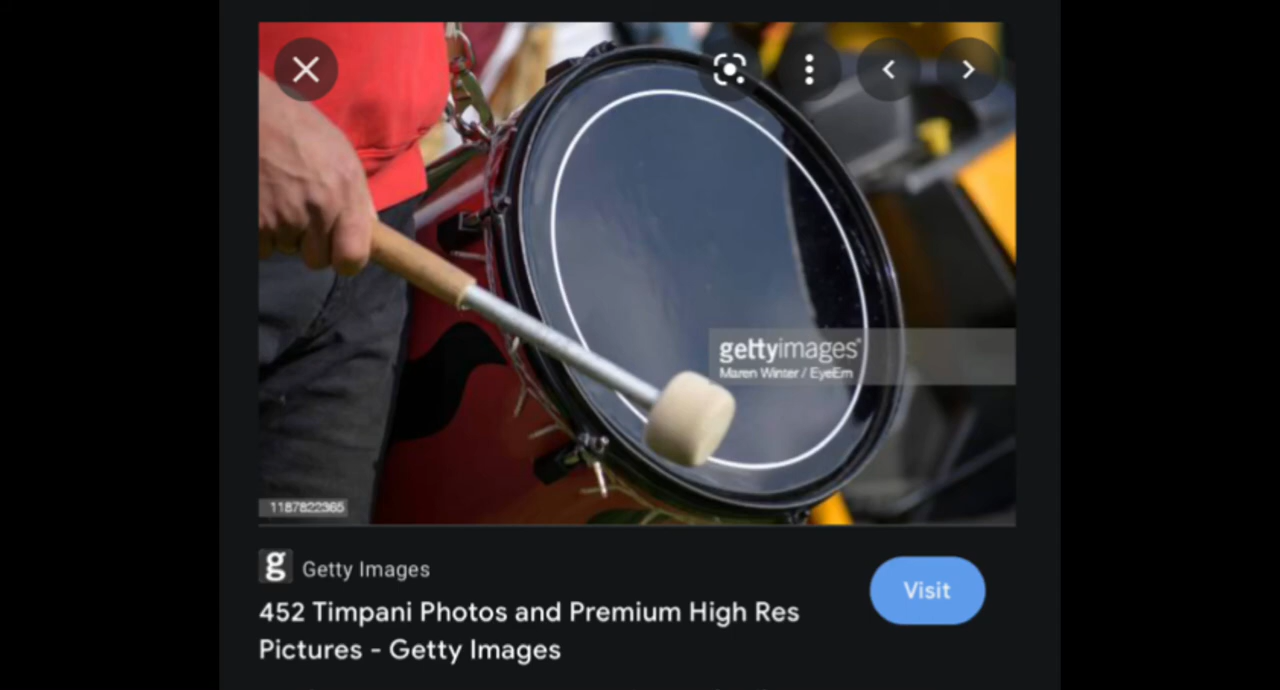 gettyimages®
Maren Winter / EyeEm
1187822365
g Getty Images
Visit
452 Timpani Photos and Premium High Res
Pictures - Getty Images